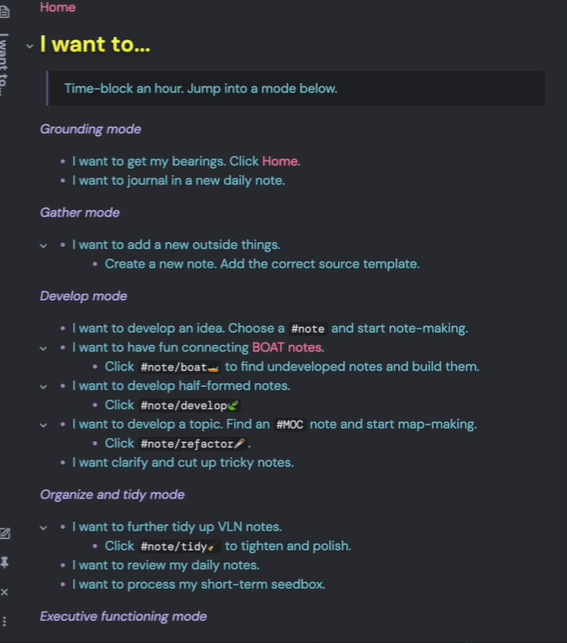 Home
I want to...
I want to...
Time-block an hour. Jump into a mode below.
Grounding mode
I want to get my bearings. Click Home.
I want to journal in a new daily note.
Gather mode
I want to add a new outside things.
Create a new note. Add the correct source template.
Develop mode
I want to develop an idea. Choose a #note and start note-making.
I want to have fun connecting BOAT notes.
Click #note/boat🚤 to find undeveloped notes and build them.
I want to develop half-formed notes.
Click #note/develop🌿
I want to develop a topic. Find an #MOC note and start map-making.
Click #note/refactor🥕.
I want clarify and cut up tricky notes.
Organize and tidy mode
I want to further tidy up VLN notes.
Click #note/tidy🧹 to tighten and polish.
I want to review my daily notes.
I want to process my short-term seedbox.
Executive functioning mode